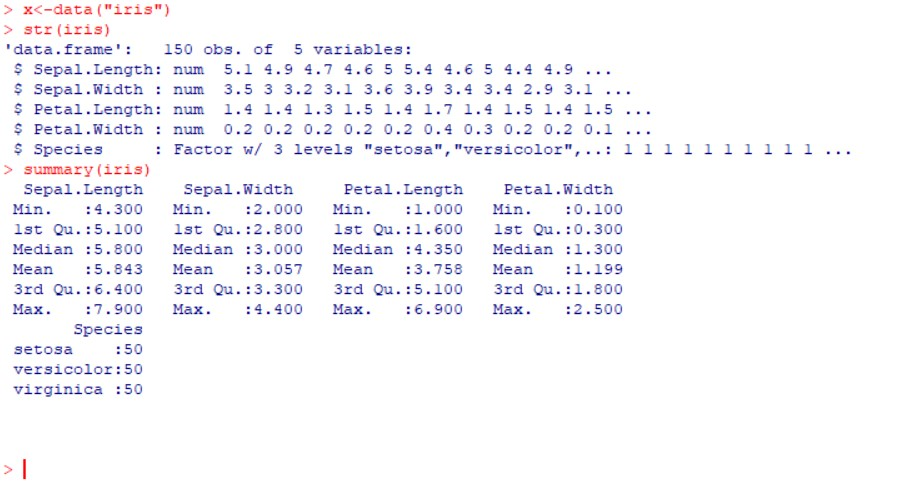 > x<-data("iris")
> str(iris)
'data.frame':   150 obs. of  5 variables:
 $ Sepal.Length: num  5.1 4.9 4.7 4.6 5 5.4 4.6 5 4.4 4.9 ...
 $ Sepal.Width : num  3.5 3 3.2 3.1 3.6 3.9 3.4 3.4 2.9 3.1 ...
 $ Petal.Length: num  1.4 1.4 1.3 1.5 1.4 1.7 1.4 1.5 1.4 1.5 ...
 $ Petal.Width : num  0.2 0.2 0.2 0.2 0.2 0.4 0.3 0.2 0.2 0.1 ...
 $ Species     : Factor w/ 3 levels "setosa","versicolor",..: 1 1 1 1 1 1 1 1 1 1 ...
> summary(iris)
  Sepal.Length    Sepal.Width     Petal.Length    Petal.Width   
 Min.   :4.300   Min.   :2.000   Min.   :1.000   Min.   :0.100  
 1st Qu.:5.100   1st Qu.:2.800   1st Qu.:1.600   1st Qu.:0.300  
 Median :5.800   Median :3.000   Median :4.350   Median :1.300  
 Mean   :5.843   Mean   :3.057   Mean   :3.758   Mean   :1.199  
 3rd Qu.:6.400   3rd Qu.:3.300   3rd Qu.:5.100   3rd Qu.:1.800  
 Max.   :7.900   Max.   :4.400   Max.   :6.900   Max.   :2.500  
       Species  
 setosa    :50  
 versicolor:50  
 virginica :50  
>